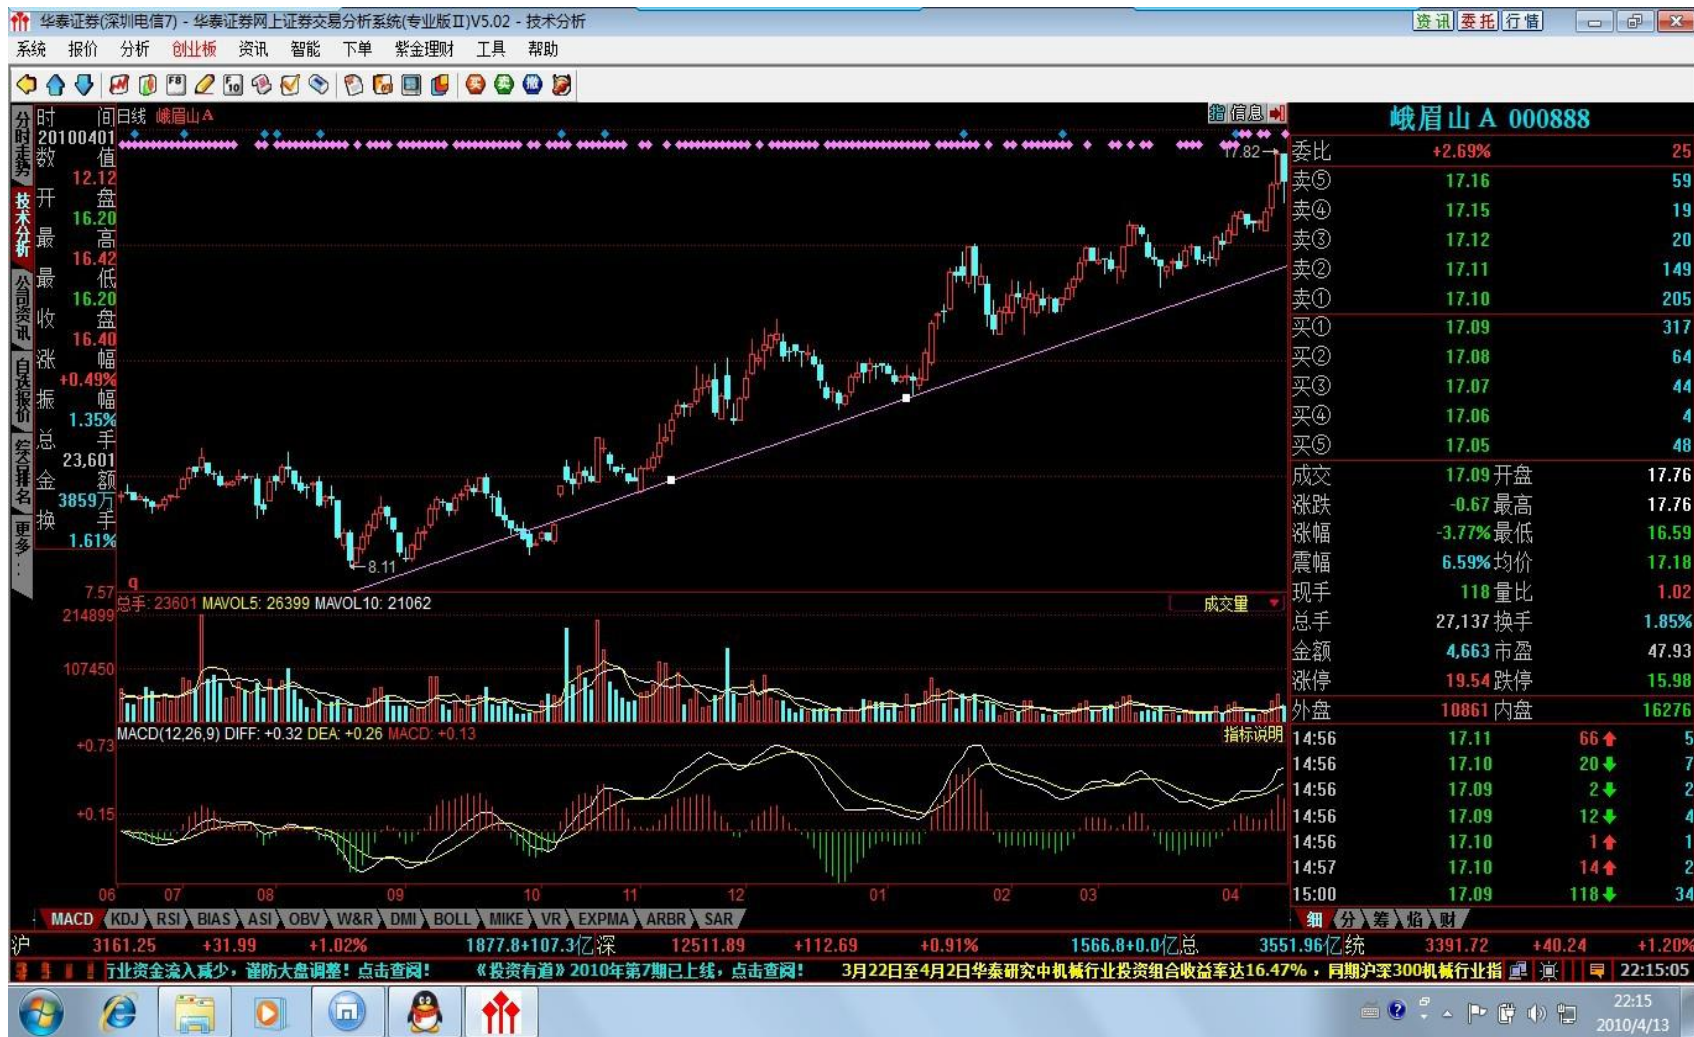 华泰证券(深圳电信7) - 华泰证券网上证券交易分析系统(专业版Ⅱ)V5.02 - 技术分析
资讯 委托 行情
系统 报价 分析 创业板 资讯 智能 下单 紫金理财 工具 帮助
分时走势
技术分析
公司资讯
自选报价
综合排名
更多...
时间
20100401
数值
12.12
开盘
16.20
最高
16.42
最低
16.20
收盘
16.40
涨幅
+0.49%
振幅
1.35%
总手
23,601
金额
3859万
换手
1.61%
日线 峨眉山A
指 信息
17.82
8.11
7.57
q
总手: 23601 MAVOL5: 26399 MAVOL10: 21062
成交量
214899
107450
MACD(12,26,9) DIFF: +0.32 DEA: +0.26 MACD: +0.13
指标说明
+0.73
+0.15
06 07 08 09 10 11 12 01 02 03 04
MACD KDJ RSI BIAS ASI OBV W&R DMI BOLL MIKE VR EXPMA ARBR SAR
峨眉山 A 000888
委比 +2.69% 25
卖⑤ 17.16 59
卖④ 17.15 19
卖③ 17.12 20
卖② 17.11 149
卖① 17.10 205
买① 17.09 317
买② 17.08 64
买③ 17.07 44
买④ 17.06 4
买⑤ 17.05 48
成交 17.09 开盘 17.76
涨跌 -0.67 最高 17.76
涨幅 -3.77% 最低 16.59
震幅 6.59% 均价 17.18
现手 118 量比 1.02
总手 27,137 换手 1.85%
金额 4,663 市盈 47.93
涨停 19.54 跌停 15.98
外盘 10861 内盘 16276
14:56 17.11 66 5
14:56 17.10 20 7
14:56 17.09 2 2
14:56 17.09 12 4
14:56 17.10 1 1
14:57 17.10 14 2
15:00 17.09 118 34
细 分 筹 焰 财
沪 3161.25 +31.99 +1.02% 1877.8+107.3亿 深 12511.89 +112.69 +0.91% 1566.8+0.0亿 总 3551.96亿 统 3391.72 +40.24 +1.20%
行业资金流入减少，谨防大盘调整！点击查阅！ 《投资有道》2010年第7期已上线，点击查阅！ 3月22日至4月2日华泰研究中机械行业投资组合收益率达16.47%，同期沪深300机械行业指 22:15:05
22:15
2010/4/13